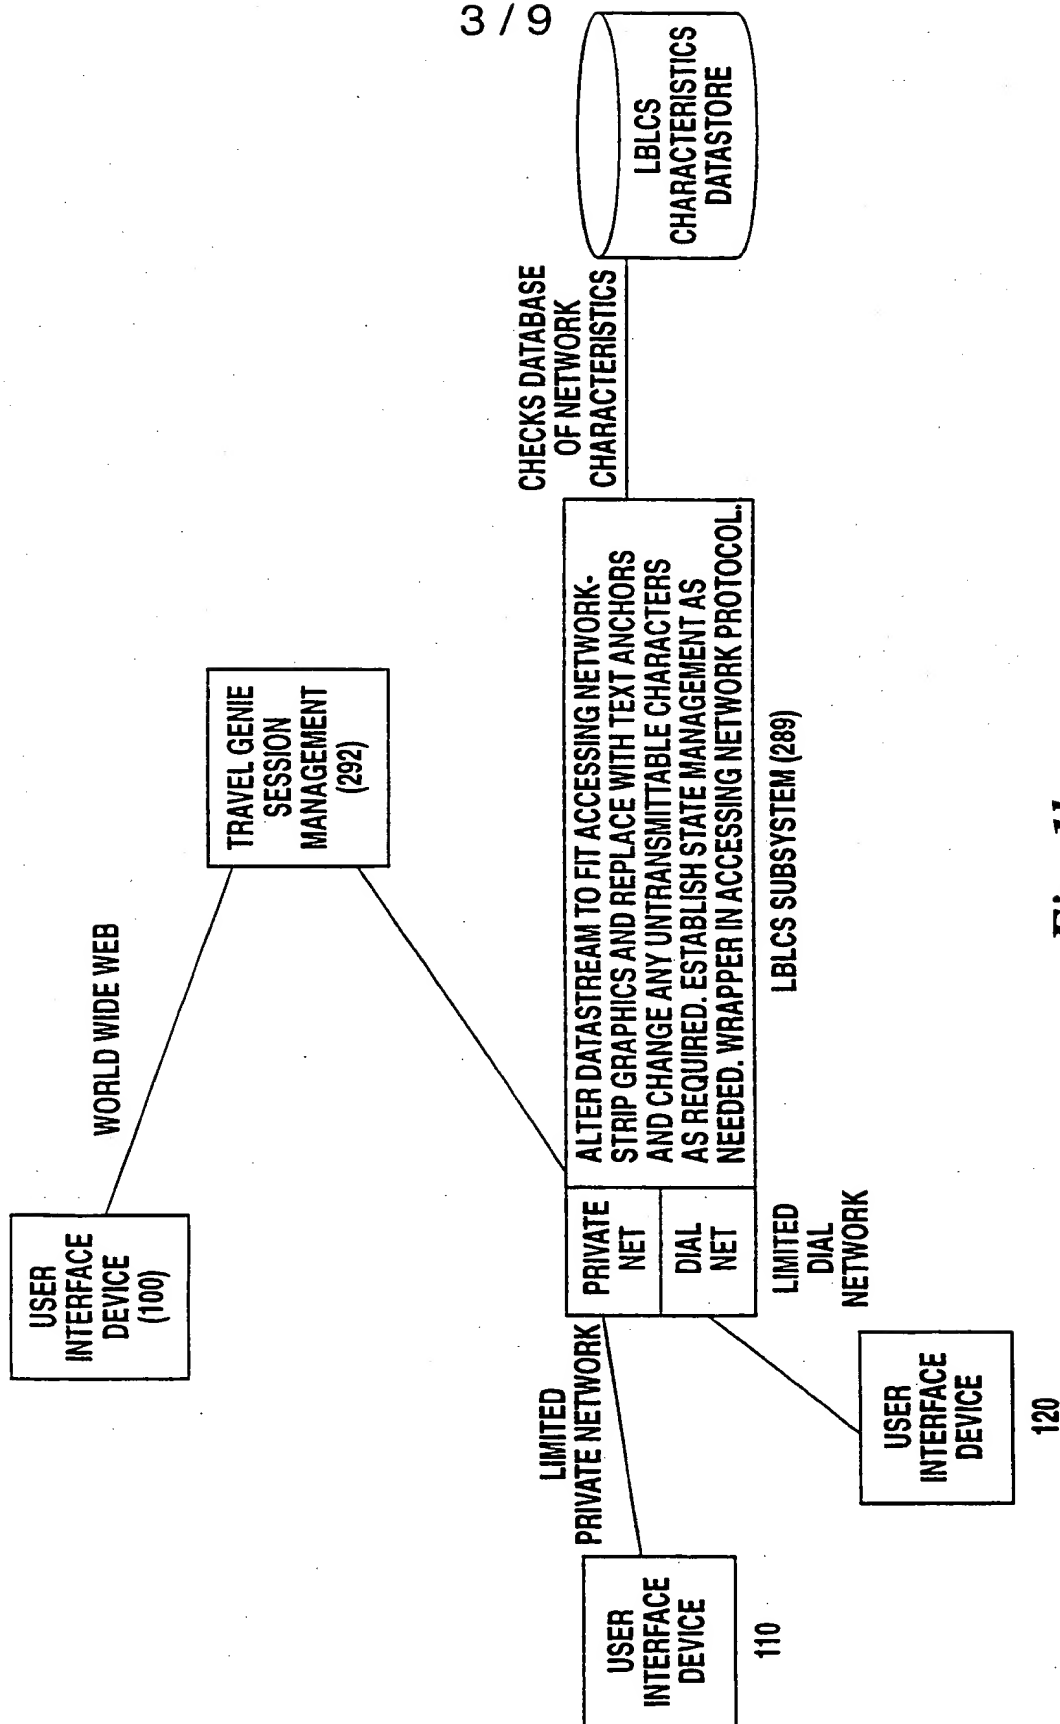 3 / 9
USER
INTERFACE
DEVICE
(100)
WORLD WIDE WEB
TRAVEL GENIE
SESSION
MANAGEMENT
(292)
LIMITED
PRIVATE NETWORK
USER
INTERFACE
DEVICE
110
PRIVATE
NET
DIAL
NET
LIMITED
DIAL
NETWORK
USER
INTERFACE
DEVICE
120
ALTER DATASTREAM TO FIT ACCESSING NETWORK-
STRIP GRAPHICS AND REPLACE WITH TEXT ANCHORS
AND CHANGE ANY UNTRANSMITTABLE CHARACTERS
AS REQUIRED. ESTABLISH STATE MANAGEMENT AS
NEEDED. WRAPPER IN ACCESSING NETWORK PROTOCOL.
LBLCS SUBSYSTEM (289)
CHECKS DATABASE
OF NETWORK
CHARACTERISTICS
LBLCS
CHARACTERISTICS
DATASTORE